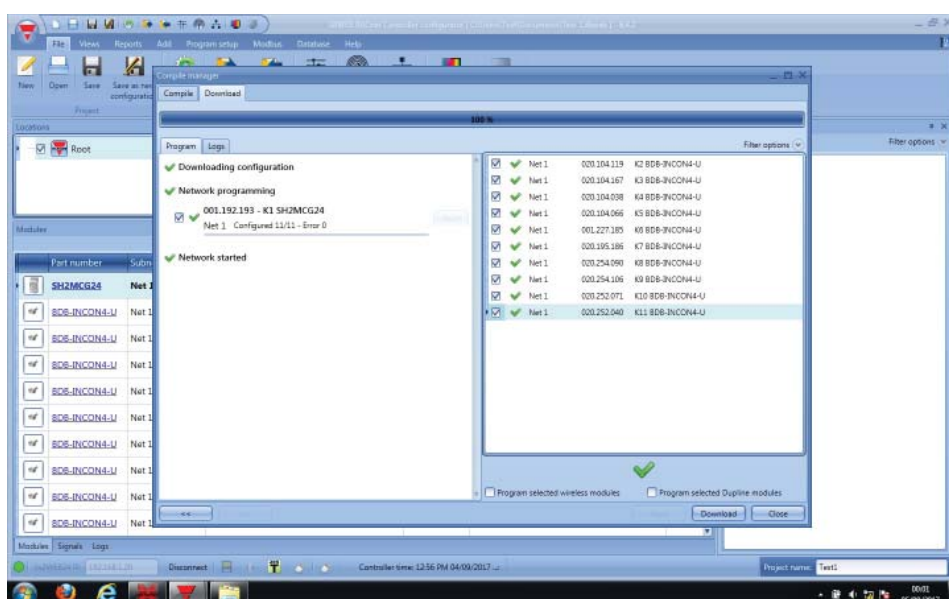 File Views Reports Add Program setup Modbus Database Help
New Open Save Save as new configuration
Project
Compile manager
Compile Download
100 %
Locations
Root
Program Logs
Filter options
Filter options
Downloading configuration
Network programming
001.192.193 - K1 SH2MCG24
Net 1 Configured 11/11 - Error 0
Network started
Net 1 020.104.119 K2 BDB-INCON4-U
Net 1 020.104.167 K3 BDB-INCON4-U
Net 1 020.104.038 K4 BDB-INCON4-U
Net 1 020.104.066 K5 BDB-INCON4-U
Net 1 001.227.185 K6 BDB-INCON4-U
Net 1 020.195.186 K7 BDB-INCON4-U
Net 1 020.254.090 K8 BDB-INCON4-U
Net 1 020.254.106 K9 BDB-INCON4-U
Net 1 020.252.071 K10 BDB-INCON4-U
Net 1 020.252.040 K11 BDB-INCON4-U
Modules
Part number
SH2MCG24 Net 1
BDB-INCON4-U Net 1
BDB-INCON4-U Net 1
BDB-INCON4-U Net 1
BDB-INCON4-U Net 1
BDB-INCON4-U Net 1
BDB-INCON4-U Net 1
BDB-INCON4-U Net 1
BDB-INCON4-U Net 1
BDB-INCON4-U Net 1
Program selected wireless modules Program selected Dupline modules
<< Download Close
Modules Signals Logs
Disconnect Controller time: 12:56 PM 04/09/2017 Project name: Test1
00:01